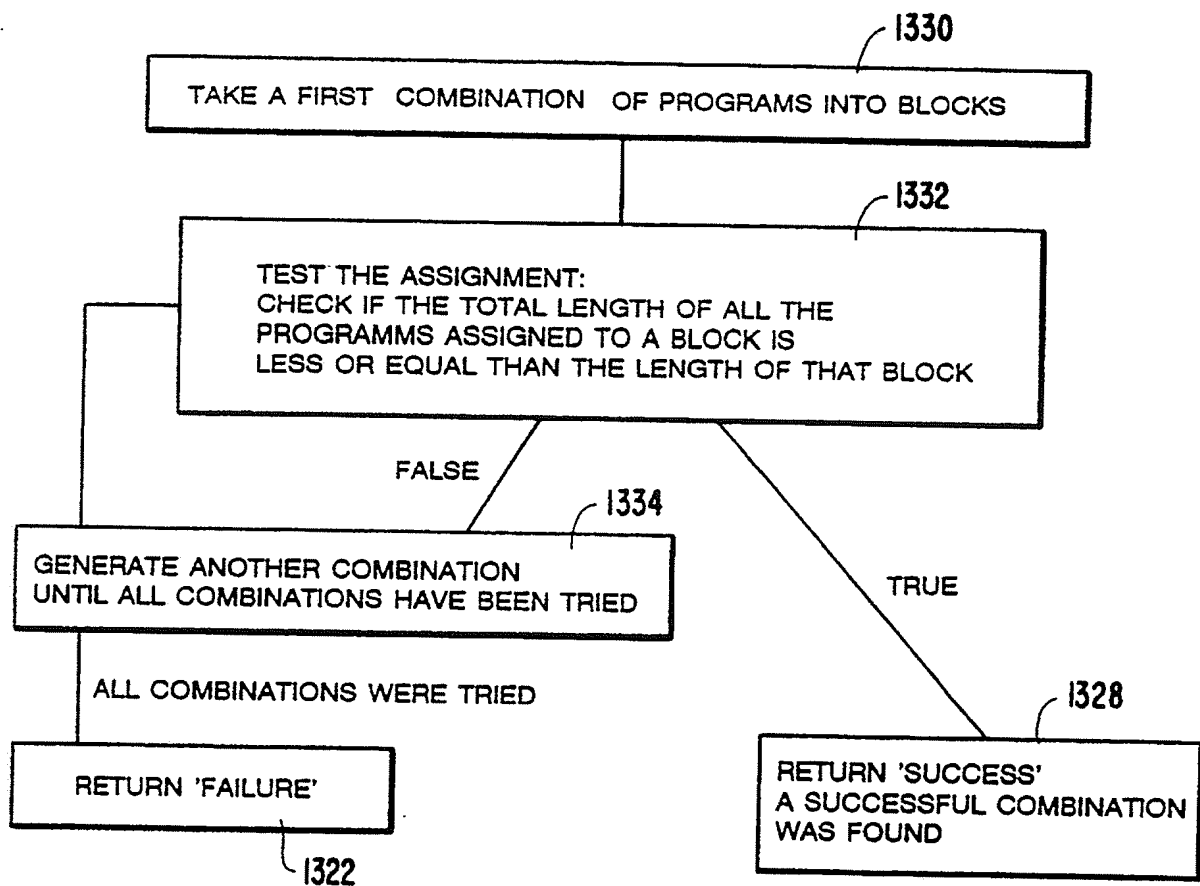 1330
TAKE A FIRST COMBINATION OF PROGRAMS INTO BLOCKS
1332
TEST THE ASSIGNMENT:
CHECK IF THE TOTAL LENGTH OF ALL THE
PROGRAMMS ASSIGNED TO A BLOCK IS
LESS OR EQUAL THAN THE LENGTH OF THAT BLOCK
FALSE
1334
GENERATE ANOTHER COMBINATION
UNTIL ALL COMBINATIONS HAVE BEEN TRIED
TRUE
ALL COMBINATIONS WERE TRIED
1328
RETURN 'FAILURE'
1322
RETURN 'SUCCESS'
A SUCCESSFUL COMBINATION
WAS FOUND